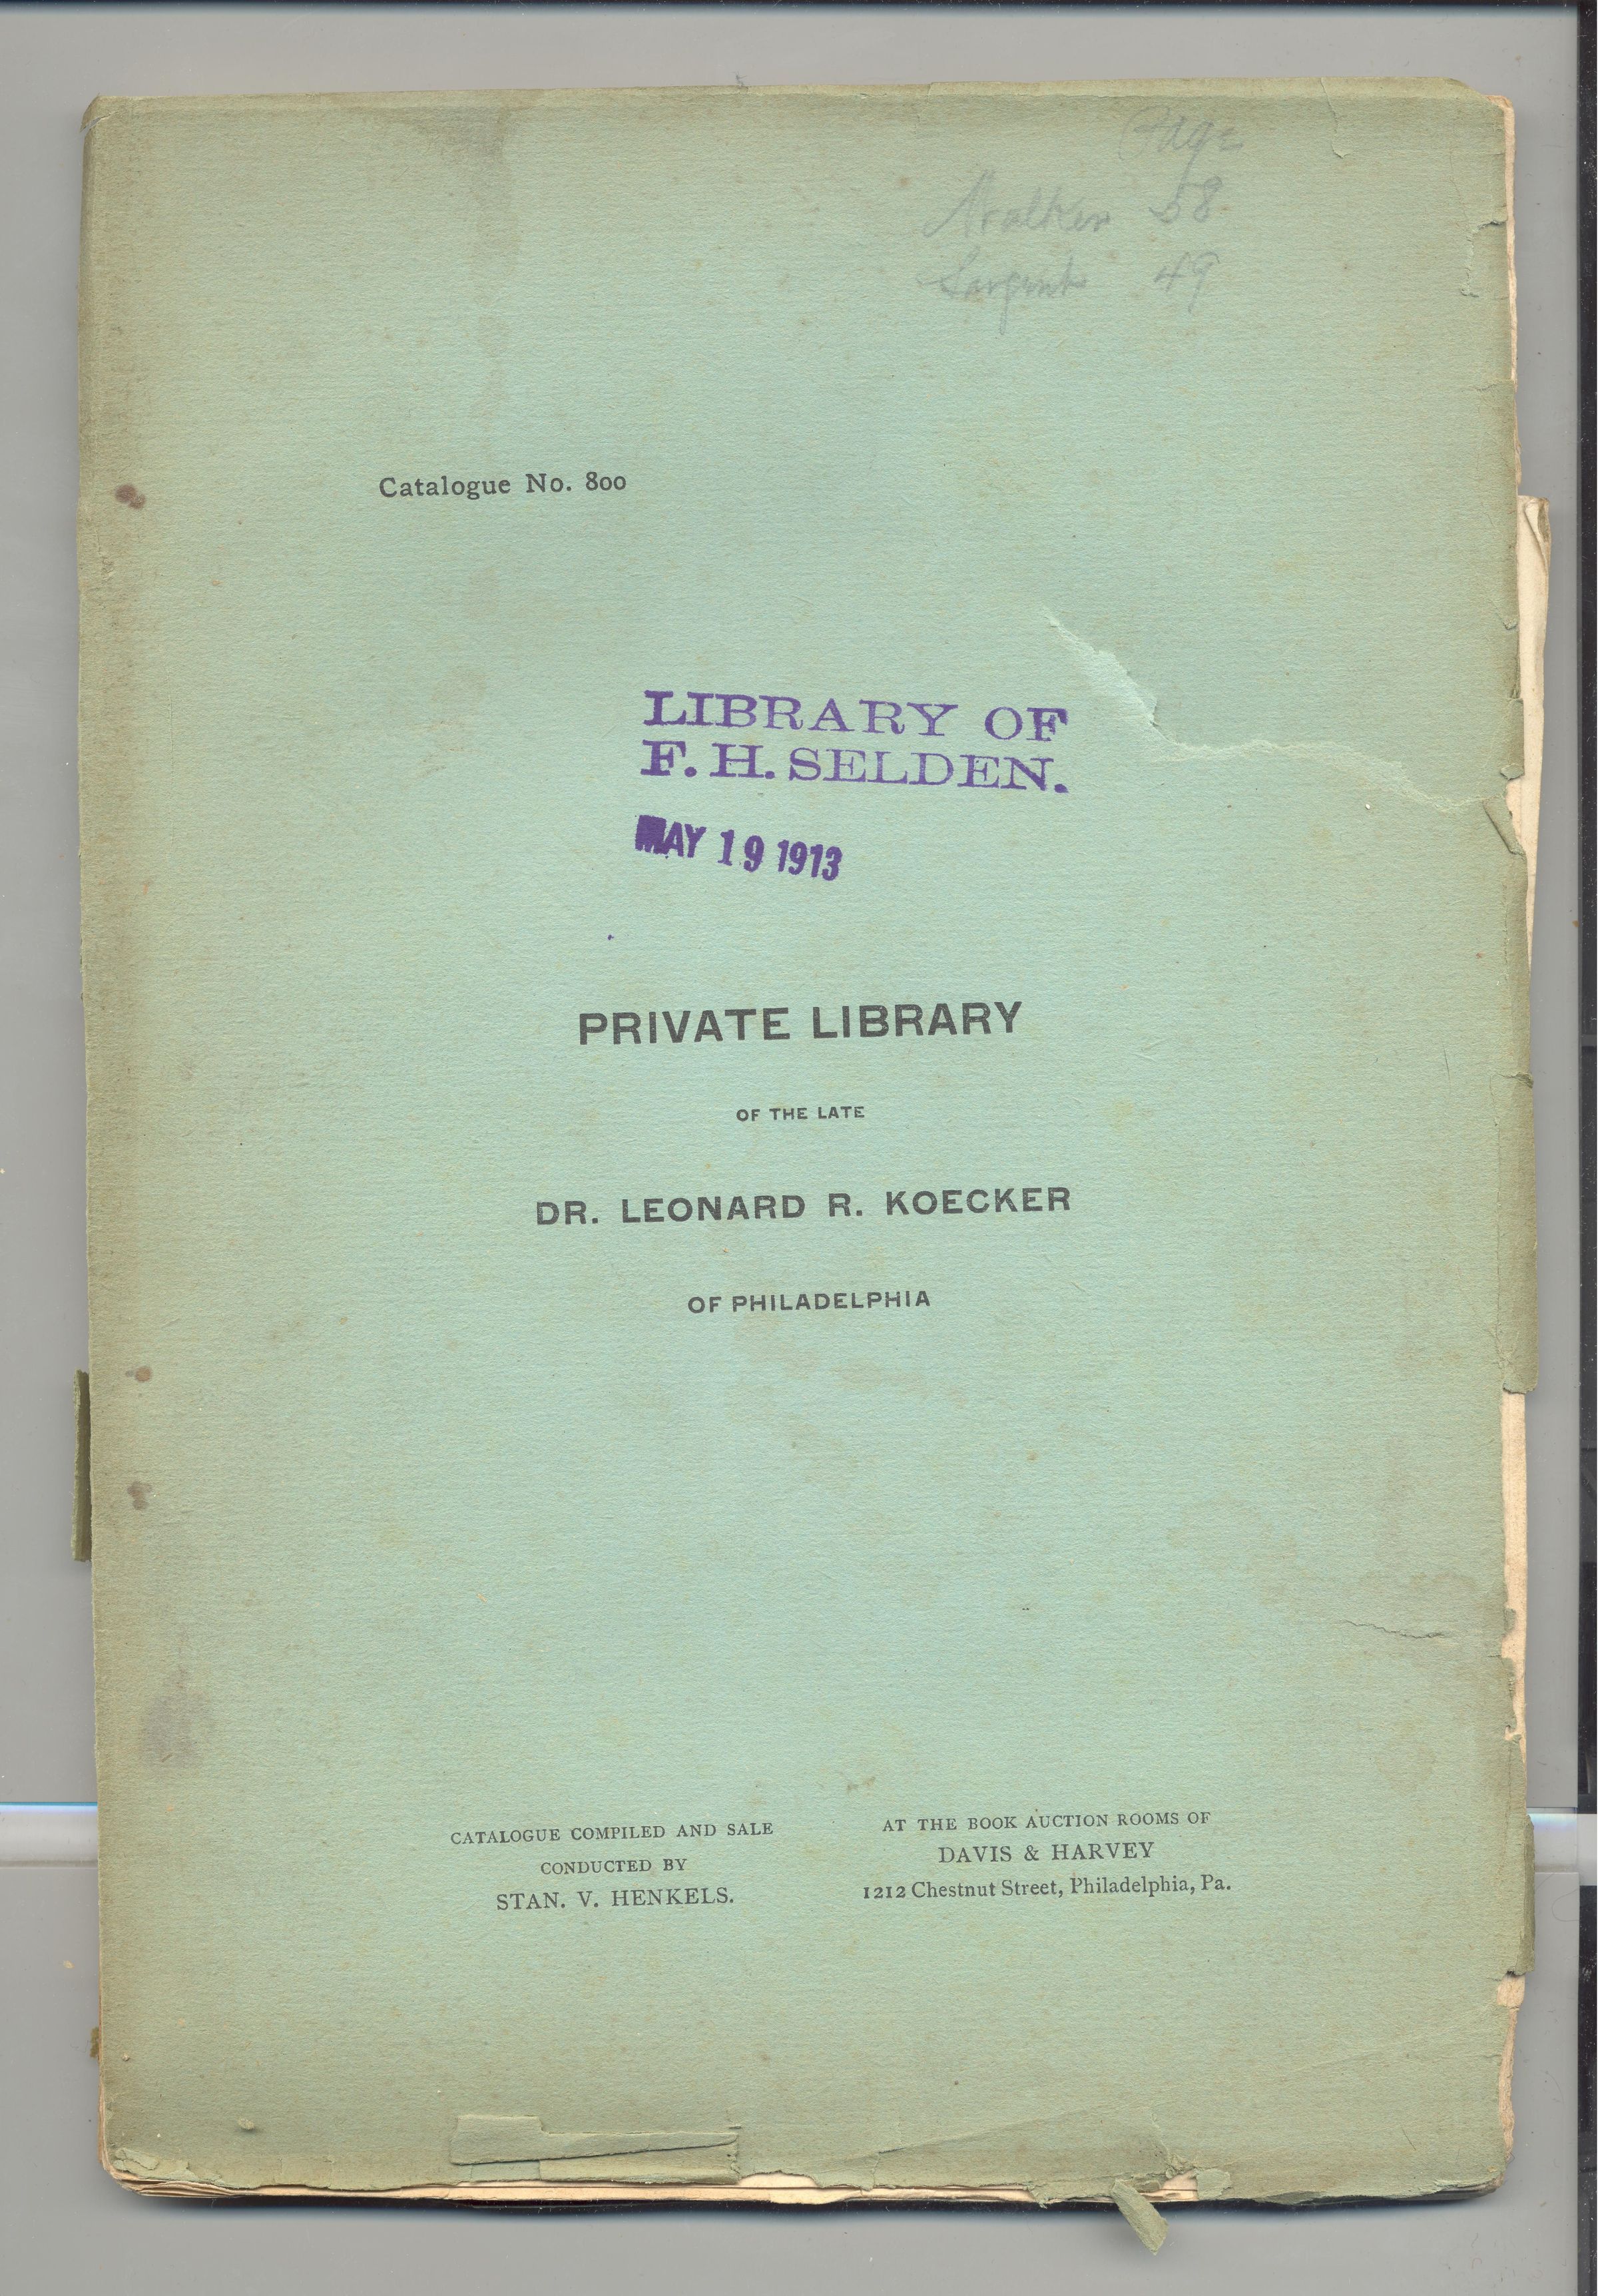 Page
Walker 58
Sargent 49
Catalogue No. 800
LIBRARY OF
F. H. SELDEN.
MAY 19 1913
PRIVATE LIBRARY
OF THE LATE
DR. LEONARD R. KOECKER
OF PHILADELPHIA
CATALOGUE COMPILED AND SALE
CONDUCTED BY
STAN. V. HENKELS.
AT THE BOOK AUCTION ROOMS OF
DAVIS & HARVEY
1212 Chestnut Street, Philadelphia, Pa.